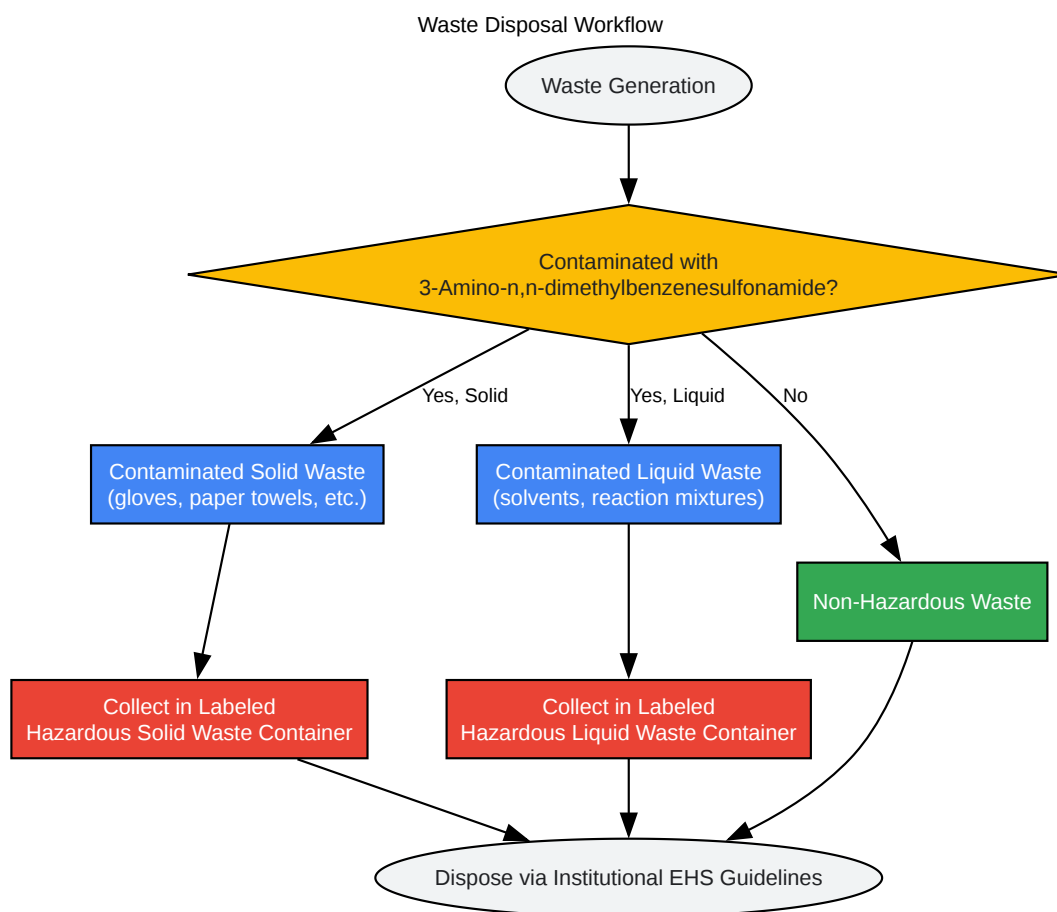 Waste Disposal Workflow
Waste Generation
Contaminated with
3-Amino-n,n-dimethylbenzenesulfonamide?
Yes, Solid
Yes, Liquid
No
Contaminated Solid Waste
(gloves, paper towels, etc.)
Contaminated Liquid Waste
(solvents, reaction mixtures)
Non-Hazardous Waste
Collect in Labeled
Hazardous Solid Waste Container
Collect in Labeled
Hazardous Liquid Waste Container
Dispose via Institutional EHS Guidelines